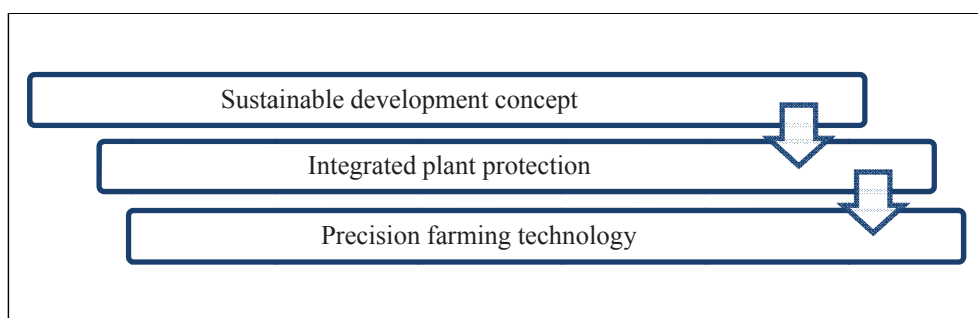 Sustainable development concept
Integrated plant protection
Precision farming technology